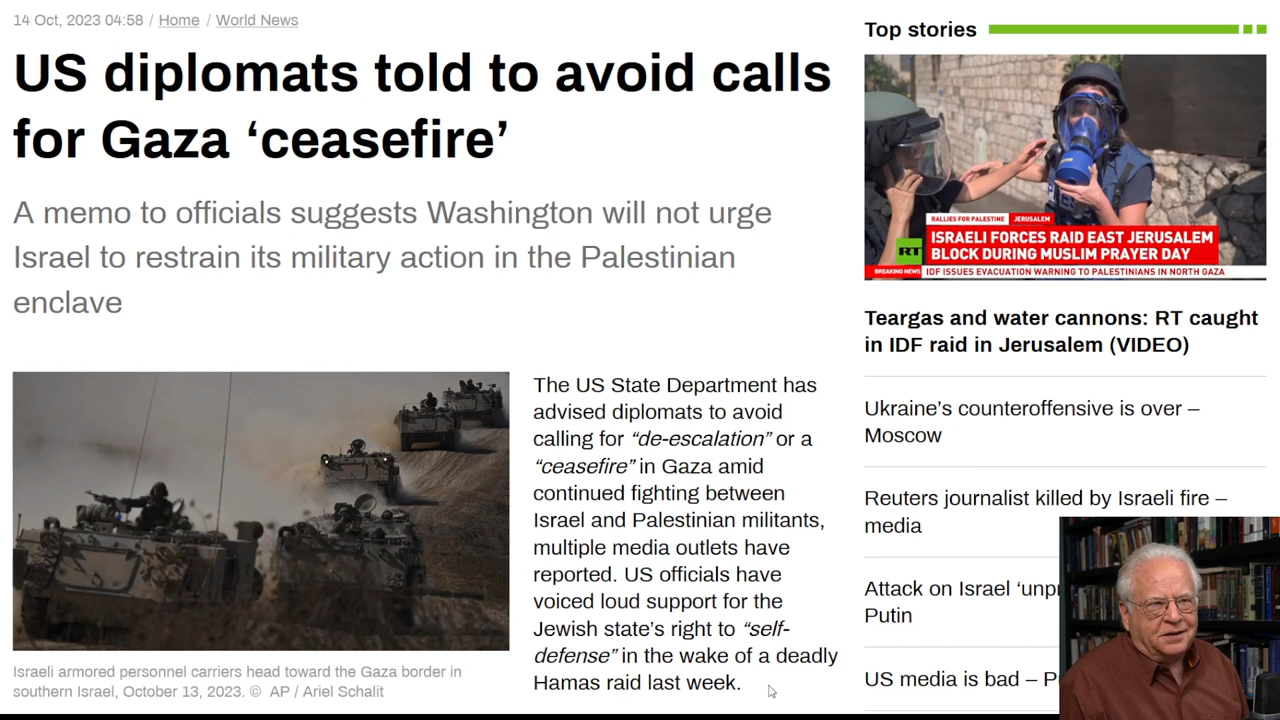 14 Oct, 2023 04:58 / Home / World News
US diplomats told to avoid calls
for Gaza ‘ceasefire’
A memo to officials suggests Washington will not urge
Israel to restrain its military action in the Palestinian
enclave
Israeli armored personnel carriers head toward the Gaza border in
southern Israel, October 13, 2023. © AP / Ariel Schalit
The US State Department has
advised diplomats to avoid
calling for “de-escalation” or a
“ceasefire” in Gaza amid
continued fighting between
Israel and Palestinian militants,
multiple media outlets have
reported. US officials have
voiced loud support for the
Jewish state’s right to “self-
defense” in the wake of a deadly
Hamas raid last week.
Top stories
RALLIES FOR PALESTINE JERUSALEM
RT
ISRAELI FORCES RAID EAST JERUSALEM
BLOCK DURING MUSLIM PRAYER DAY
BREAKING NEWS IDF ISSUES EVACUATION WARNING TO PALESTINIANS IN NORTH GAZA
Teargas and water cannons: RT caught
in IDF raid in Jerusalem (VIDEO)
Ukraine’s counteroffensive is over –
Moscow
Reuters journalist killed by Israeli fire –
media
Attack on Israel ‘unp
Putin
US media is bad – P